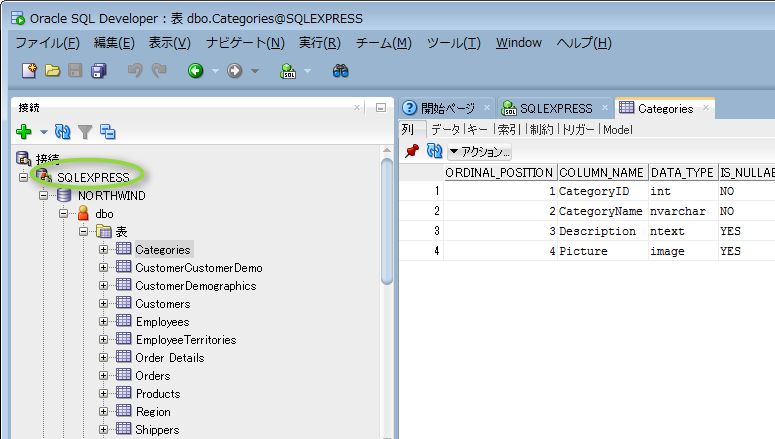 Oracle SQL Developer : 表 dbo.Categories@SQLEXPRESS
ファイル(F) 編集(E) 表示(V) ナビゲート(N) 実行(R) チーム(M) ツール(T) Window ヘルプ(H)
SQL
接続
開始ページ SQL SQLEXPRESS Categories
列 データ キー 索引 制約 トリガー Model
アクション...
接続
SQLEXPRESS
NORTHWIND
dbo
表
Categories
CustomerCustomerDemo
CustomerDemographics
Customers
Employees
EmployeeTerritories
Order Details
Orders
Products
Region
Shippers
ORDINAL_POSITION COLUMN_NAME DATA_TYPE
1 1 CategoryID int NO
2 2 CategoryName nvarchar NO
3 3 Description ntext YES
4 4 Picture image YES